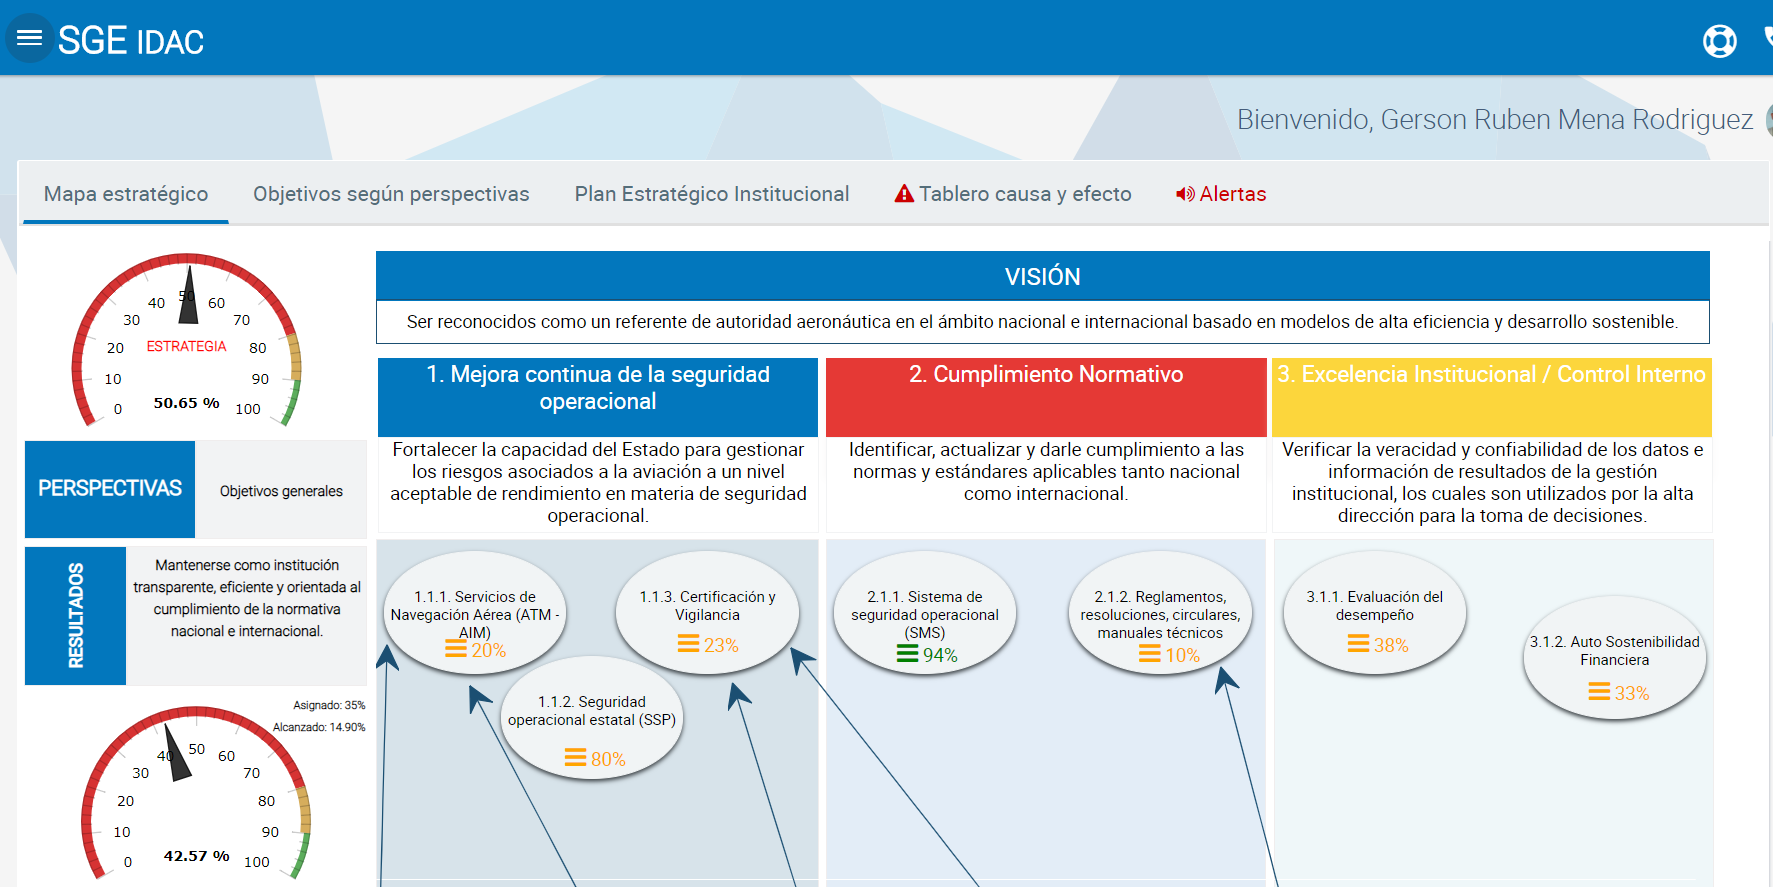 SGE IDAC
Bienvenido, Gerson Ruben Mena Rodriguez
Mapa estratégico
Objetivos según perspectivas
Plan Estratégico Institucional
Tablero causa y efecto
Alertas
0
10
20
30
40
50
60
70
80
90
100
ESTRATEGIA
50.65 %
VISIÓN
Ser reconocidos como un referente de autoridad aeronáutica en el ámbito nacional e internacional basado en modelos de alta eficiencia y desarrollo sostenible.
1. Mejora continua de la seguridad
operacional
2. Cumplimiento Normativo
3. Excelencia Institucional / Control Interno
PERSPECTIVAS
Objetivos generales
Fortalecer la capacidad del Estado para gestionar
los riesgos asociados a la aviación a un nivel
aceptable de rendimiento en materia de seguridad
operacional.
Identificar, actualizar y darle cumplimiento a las
normas y estándares aplicables tanto nacional
como internacional.
Verificar la veracidad y confiabilidad de los datos e
información de resultados de la gestión
institucional, los cuales son utilizados por la alta
dirección para la toma de decisiones.
RESULTADOS
Mantenerse como institución
transparente, eficiente y orientada al
cumplimiento de la normativa
nacional e internacional.
1.1.1. Servicios de
Navegación Aérea (ATM -
AIM)
20%
1.1.2. Seguridad
operacional estatal (SSP)
80%
1.1.3. Certificación y
Vigilancia
23%
2.1.1. Sistema de
seguridad operacional
(SMS)
94%
2.1.2. Reglamentos,
resoluciones, circulares,
manuales técnicos
10%
3.1.1. Evaluación del
desempeño
38%
3.1.2. Auto Sostenibilidad
Financiera
33%
Asignado: 35%
Alcanzado: 14.90%
0
10
20
30
40
50
60
70
80
90
100
42.57 %